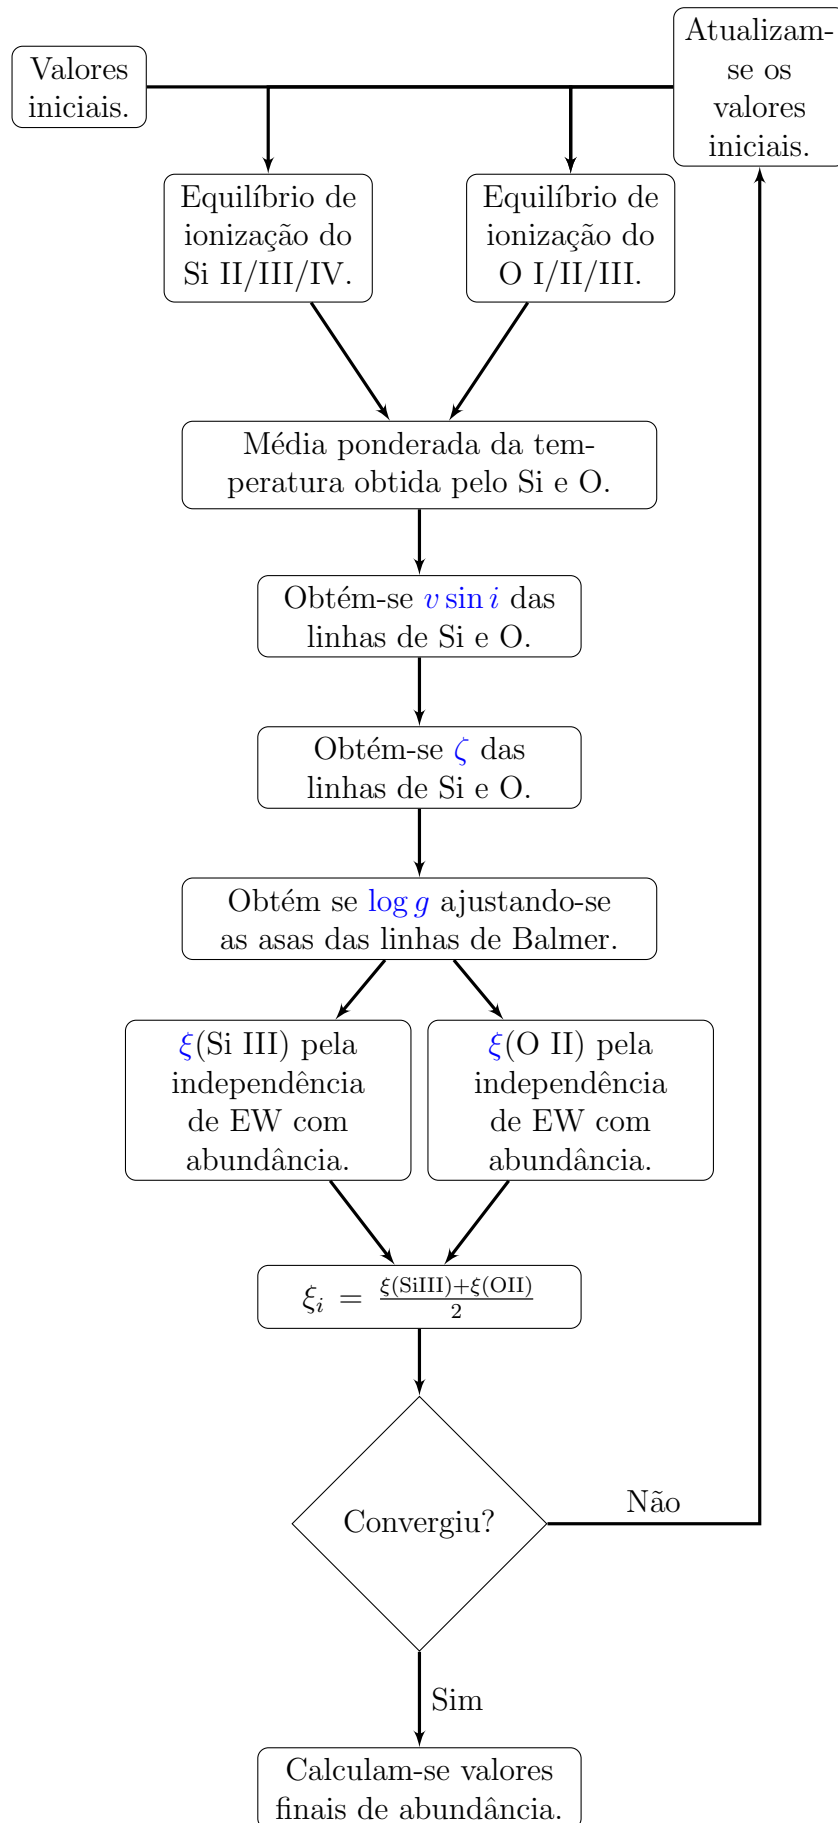 Valores
iniciais.
Atualizam-
se os
valores
iniciais.
Equilíbrio de
ionização do
Si II/III/IV.
Equilíbrio de
ionização do
O I/II/III.
Média ponderada da tem-
peratura obtida pelo Si e O.
Obtém-se v sin i das
linhas de Si e O.
Obtém-se ζ das
linhas de Si e O.
Obtém se log g ajustando-se
as asas das linhas de Balmer.
ξ(Si III) pela
independência
de EW com
abundância.
ξ(O II) pela
independência
de EW com
abundância.
ξ_i = \frac{ξ(SiIII)+ξ(OII)}{2}
Convergiu?
Não
Sim
Calculam-se valores
finais de abundância.